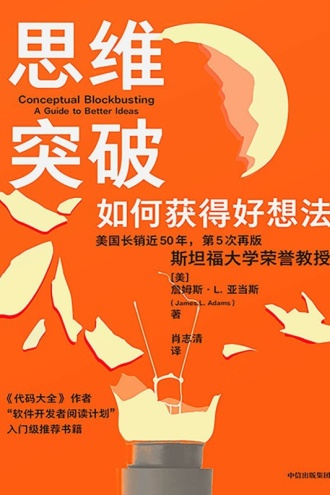 思维
Conceptual Blockbusting
A Guide to Better Ideas
突破
如何获得好想法
美国长销近50年，第5次再版
斯坦福大学荣誉教授
[美]
詹姆斯·L. 亚当斯
(James L. Adams)
著
肖志清
译
《代码大全》作者
“软件开发者阅读计划”
入门级推荐书籍
中信出版集团